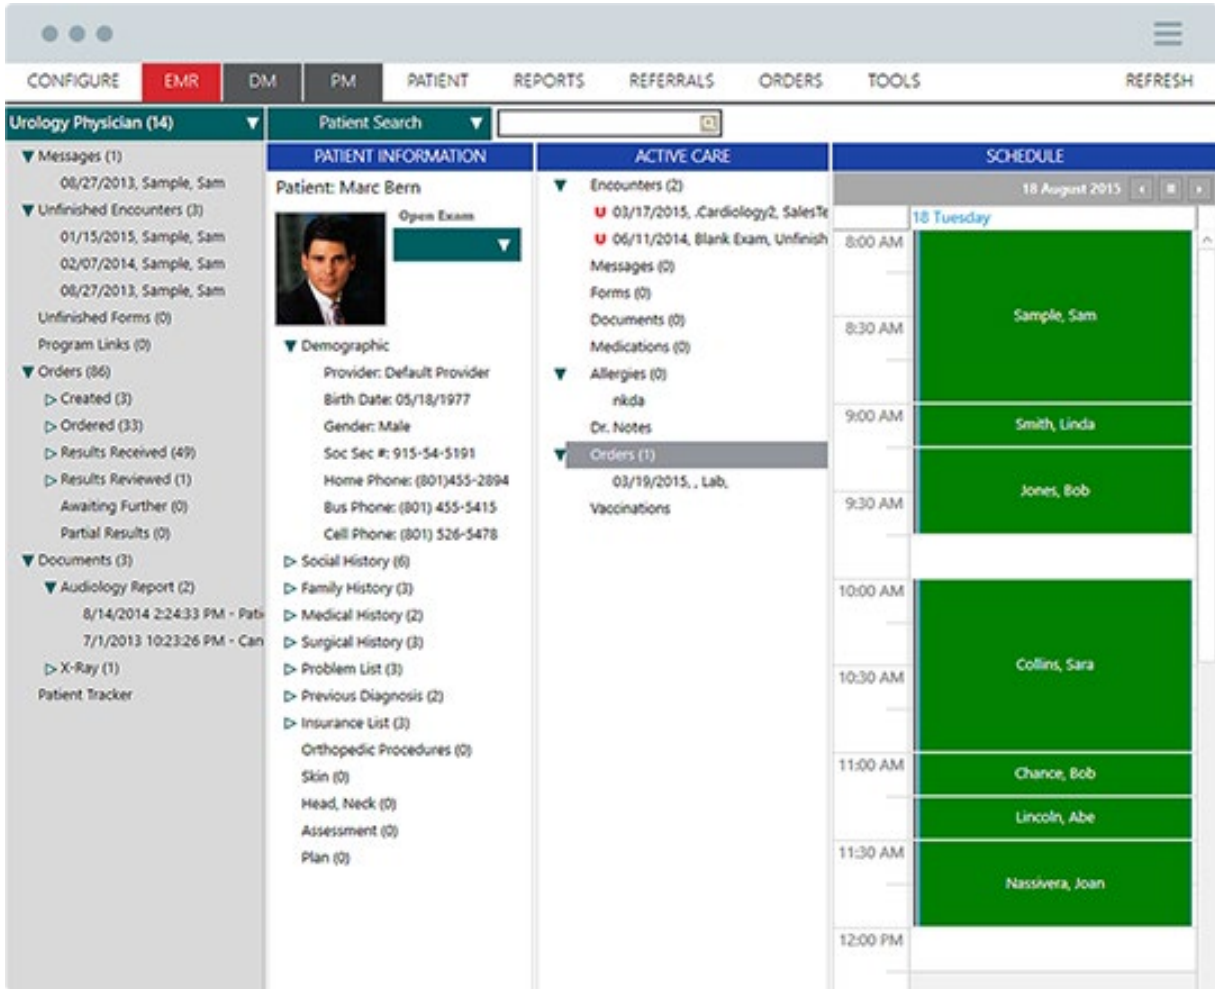 CONFIGURE EMR DM PM PATIENT REPORTS REFERRALS ORDERS TOOLS REFRESH
Urology Physician (14)
Patient Search
Messages (1)
08/27/2013, Sample, Sam
Unfinished Encounters (3)
01/15/2015, Sample, Sam
02/07/2014, Sample, Sam
08/27/2013, Sample, Sam
Unfinished Forms (0)
Program Links (0)
Orders (86)
Created (3)
Ordered (33)
Results Received (49)
Results Reviewed (1)
Awaiting Further (0)
Partial Results (0)
Documents (3)
Audiology Report (2)
8/14/2014 2:24:33 PM - Pati
7/1/2013 10:23:26 PM - Can
X-Ray (1)
Patient Tracker
PATIENT INFORMATION
Patient: Marc Bern
Open Exam
Demographic
Provider: Default Provider
Birth Date: 05/18/1977
Gender: Male
Soc Sec #: 915-54-5191
Home Phone: (801)455-2894
Bus Phone: (801) 455-5415
Cell Phone: (801) 526-5478
Social History (6)
Family History (3)
Medical History (2)
Surgical History (3)
Problem List (3)
Previous Diagnosis (2)
Insurance List (3)
Orthopedic Procedures (0)
Skin (0)
Head, Neck (0)
Assessment (0)
Plan (0)
ACTIVE CARE
Encounters (2)
U 03/17/2015, .Cardiology2, SalesTe
U 06/11/2014, Blank Exam, Unfinish
Messages (0)
Forms (0)
Documents (0)
Medications (0)
Allergies (0)
nkda
Dr. Notes
Orders (1)
03/19/2015, , Lab,
Vaccinations
SCHEDULE
18 August 2015
18 Tuesday
8:00 AM
Sample, Sam
8:30 AM
9:00 AM
Smith, Linda
Jones, Bob
9:30 AM
10:00 AM
Collins, Sara
10:30 AM
11:00 AM
Chance, Bob
Lincoln, Abe
11:30 AM
Nassivera, Joan
12:00 PM